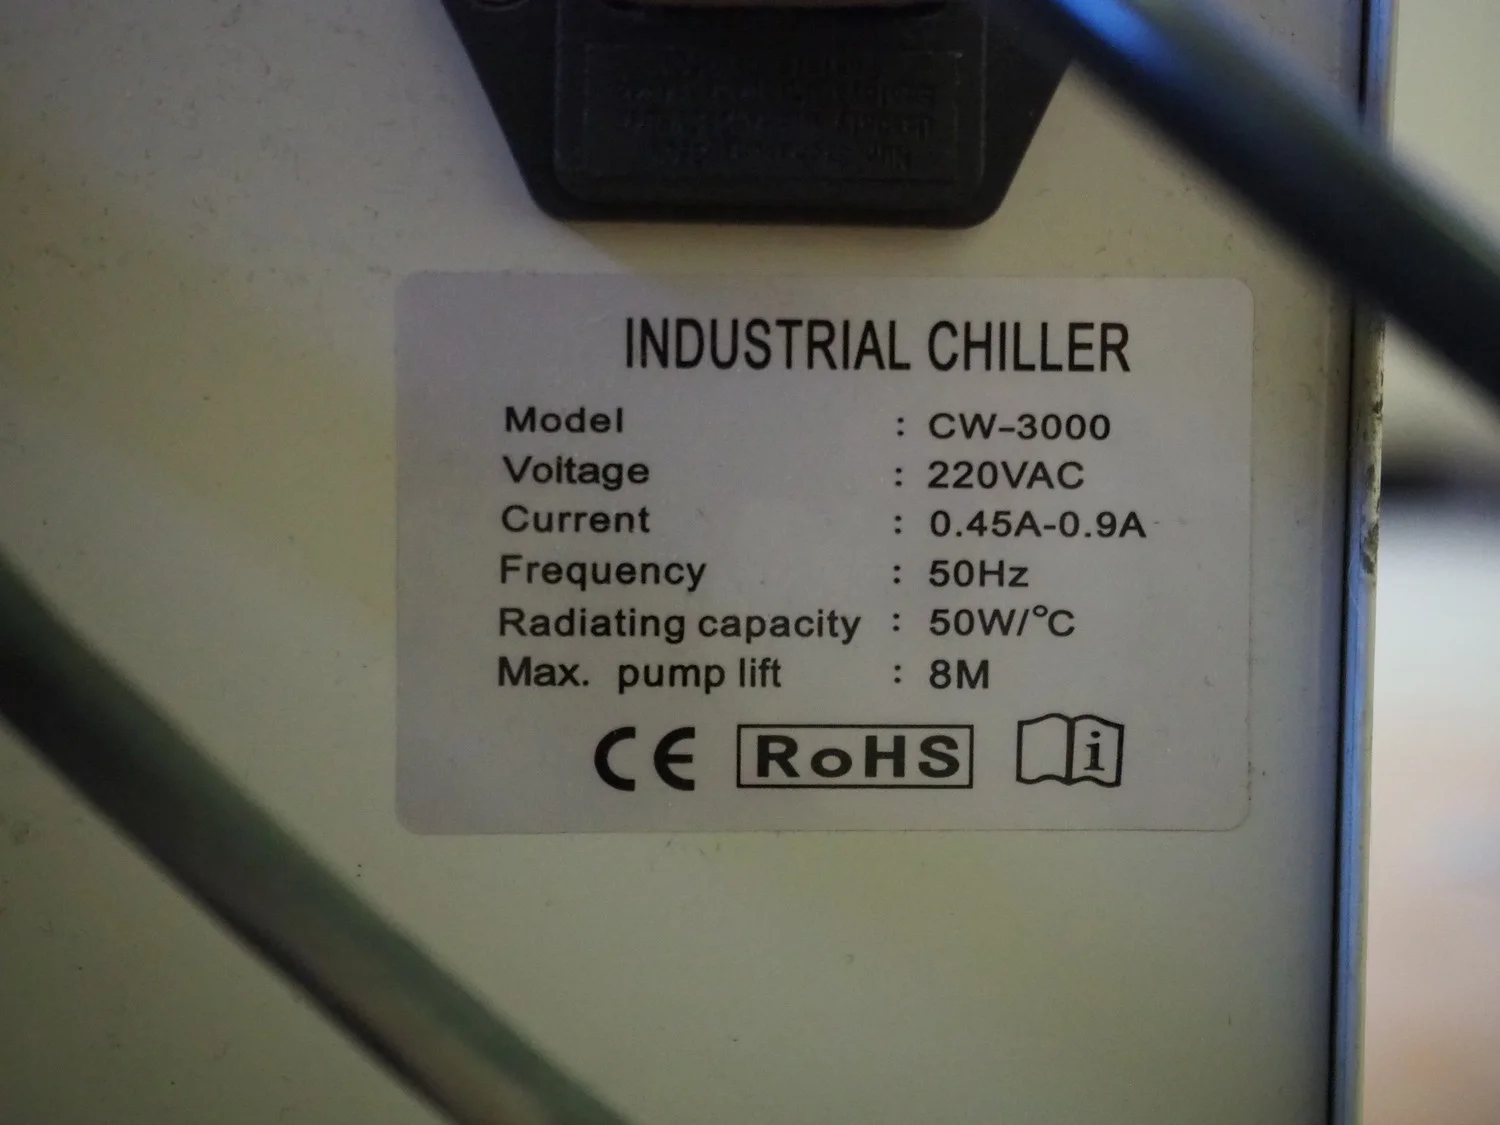 INDUSTRIAL CHILLER
Model : CW-3000
Voltage : 220VAC
Current : 0.45A-0.9A
Frequency : 50Hz
Radiating capacity : 50W/°C
Max. pump lift : 8M
CE RoHS i